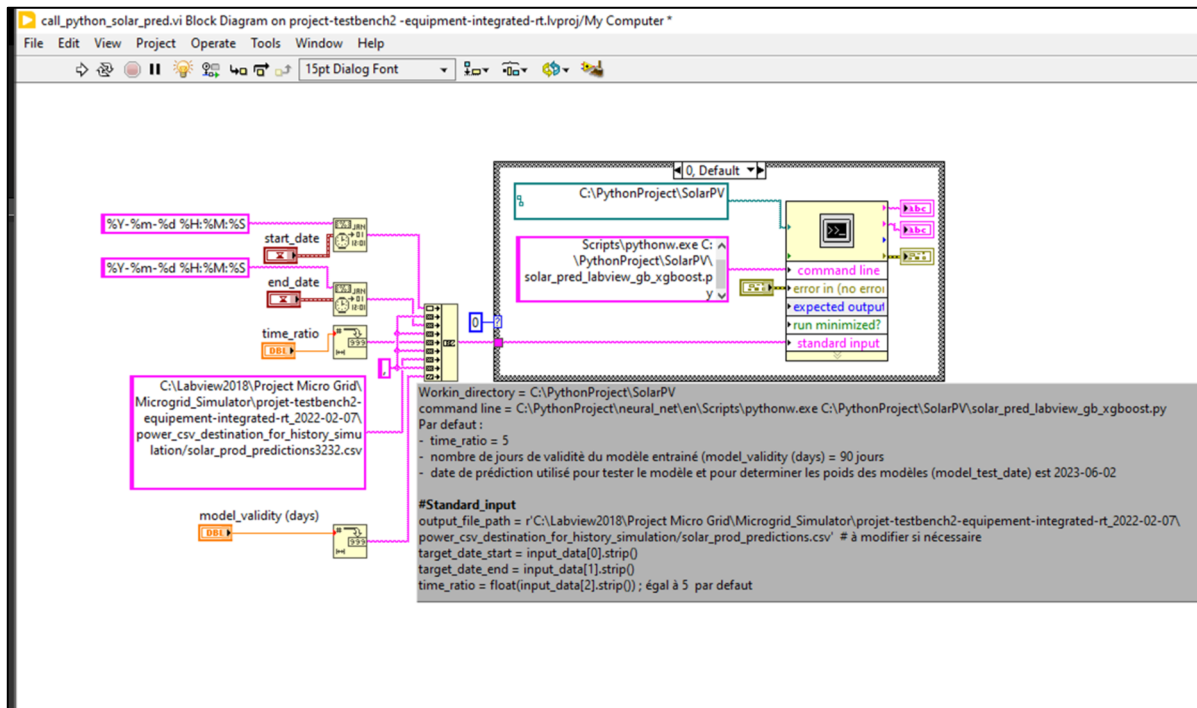 call_python_solar_pred.vi Block Diagram on project-testbench2 -equipment-integrated-rt.lvproj/My Computer *
File Edit View Project Operate Tools Window Help
15pt Dialog Font
0, Default
C:\PythonProject\SolarPV
%Y-%m-%d %H:%M:%S
start_date
%Y-%m-%d %H:%M:%S
end_date
time_ratio
DBL
Scripts\pythonw.exe C:
\PythonProject\SolarPV\
solar_pred_labview_gb_xgboost.p
y
abc
abc
command line
error in (no erroi
expected output
run minimized?
standard input
0
,
C:\Labview2018\Project Micro Grid\
Microgrid_Simulator\projet-testbench2-
equipement-integrated-rt_2022-02-07\
power_csv_destination_for_history_simu
lation/solar_prod_predictions3232.csv
model_validity (days)
DBL
Workin_directory = C:\PythonProject\SolarPV
command line = C:\PythonProject\neural_net\en\Scripts\pythonw.exe C:\PythonProject\SolarPV\solar_pred_labview_gb_xgboost.py
Par defaut :
- time_ratio = 5
- nombre de jours de validité du modèle entrainé (model_validity (days) = 90 jours
- date de prédiction utilisé pour tester le modèle et pour determiner les poids des modèles (model_test_date) est 2023-06-02
#Standard_input
output_file_path = r'C:\Labview2018\Project Micro Grid\Microgrid_Simulator\projet-testbench2-equipement-integrated-rt_2022-02-07\
power_csv_destination_for_history_simulation/solar_prod_predictions.csv' # à modifier si nécessaire
target_date_start = input_data[0].strip()
target_date_end = input_data[1].strip()
time_ratio = float(input_data[2].strip()) ; égal à 5 par defaut